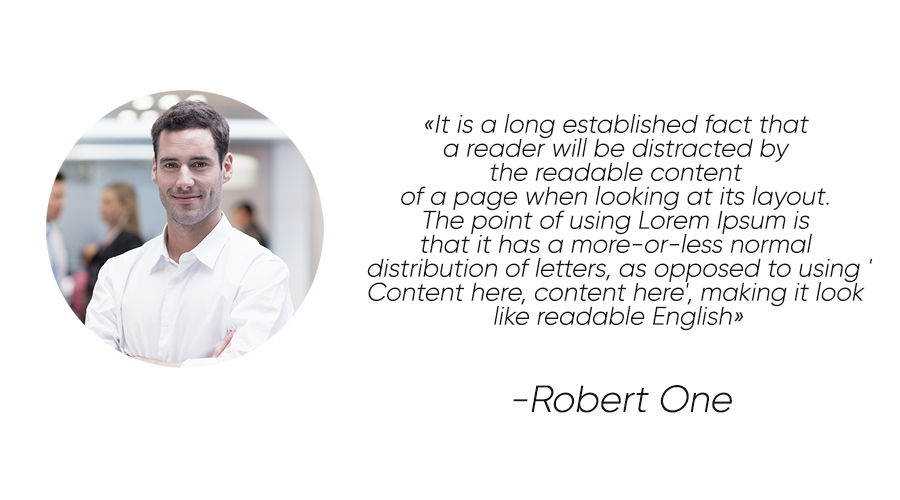 «It is a long established fact that
a reader will be distracted by
the readable content
of a page when looking at its layout.
The point of using Lorem Ipsum is
that it has a more-or-less normal
distribution of letters, as opposed to using '
Content here, content here', making it look
like readable English»
-Robert One